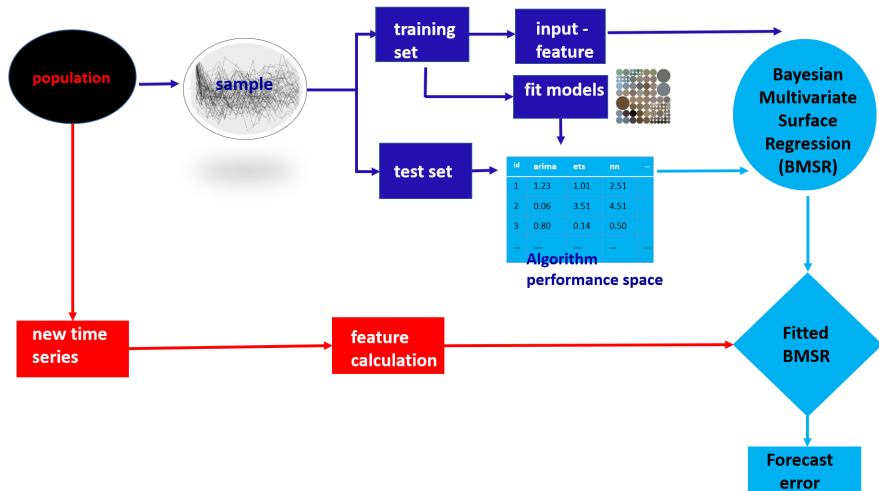 population
sample
training
set
input -
feature
fit models
test set
id arima ets nn ..
1 1.23 1.01 2.51
2 0.06 3.51 4.51
3 0.80 0.14 0.50
... .... .... ... ...
Algorithm
performance space
Bayesian
Multivariate
Surface
Regression
(BMSR)
new time
series
feature
calculation
Fitted
BMSR
Forecast
error